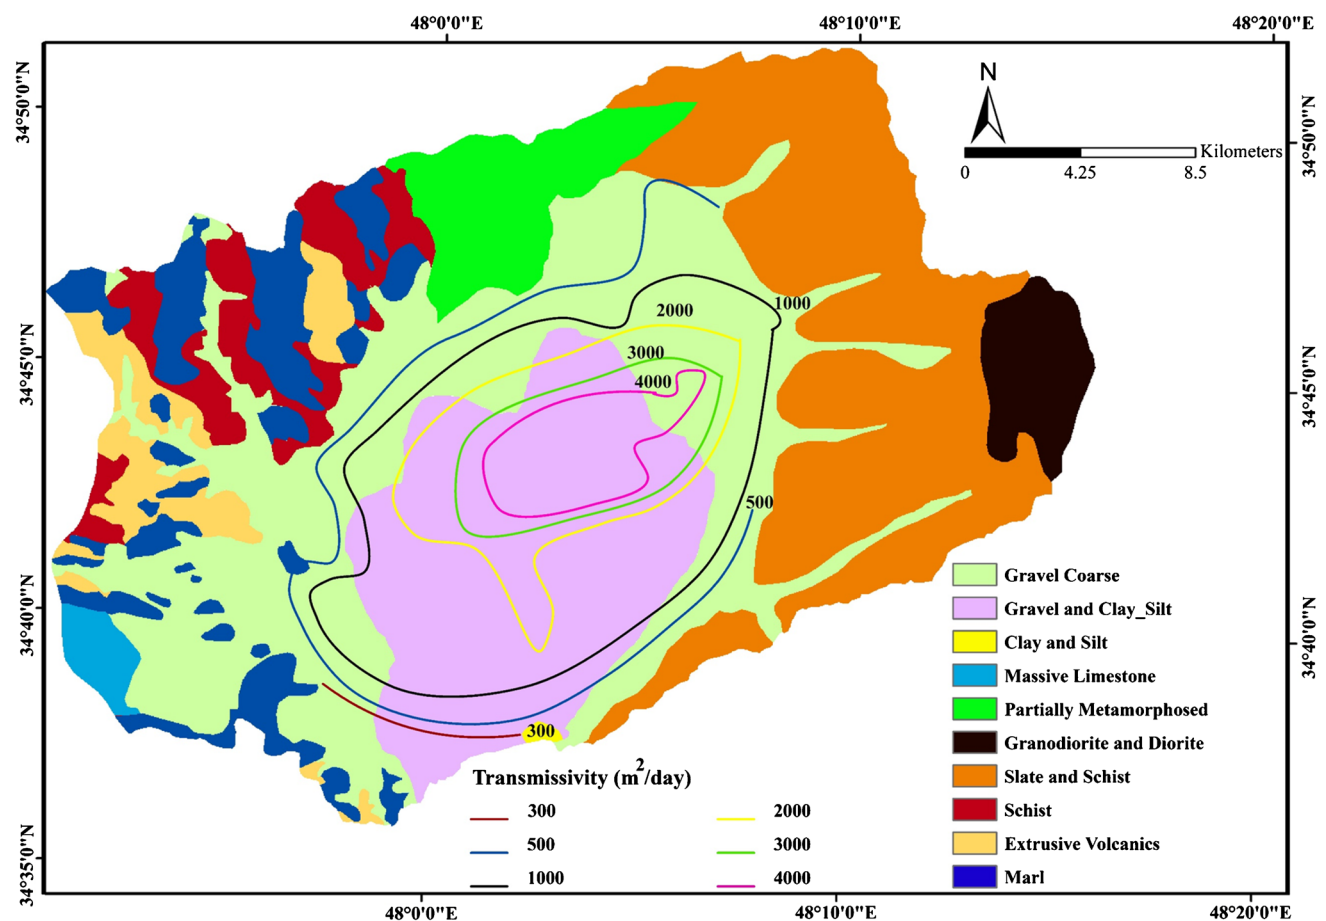 48°0'0"E 48°10'0"E 48°20'0"E
34°50'0"N
34°45'0"N
34°40'0"N
34°35'0"N
34°50'0"N
34°45'0"N
34°40'0"N
N
Kilometers
0 4.25 8.5
1000
2000
3000
4000
500
300
Gravel Coarse
Gravel and Clay_Silt
Clay and Silt
Massive Limestone
Partially Metamorphosed
Granodiorite and Diorite
Slate and Schist
Schist
Extrusive Volcanics
Marl
Transmissivity (m²/day)
300 2000
500 3000
1000 4000
48°0'0"E 48°10'0"E 48°20'0"E